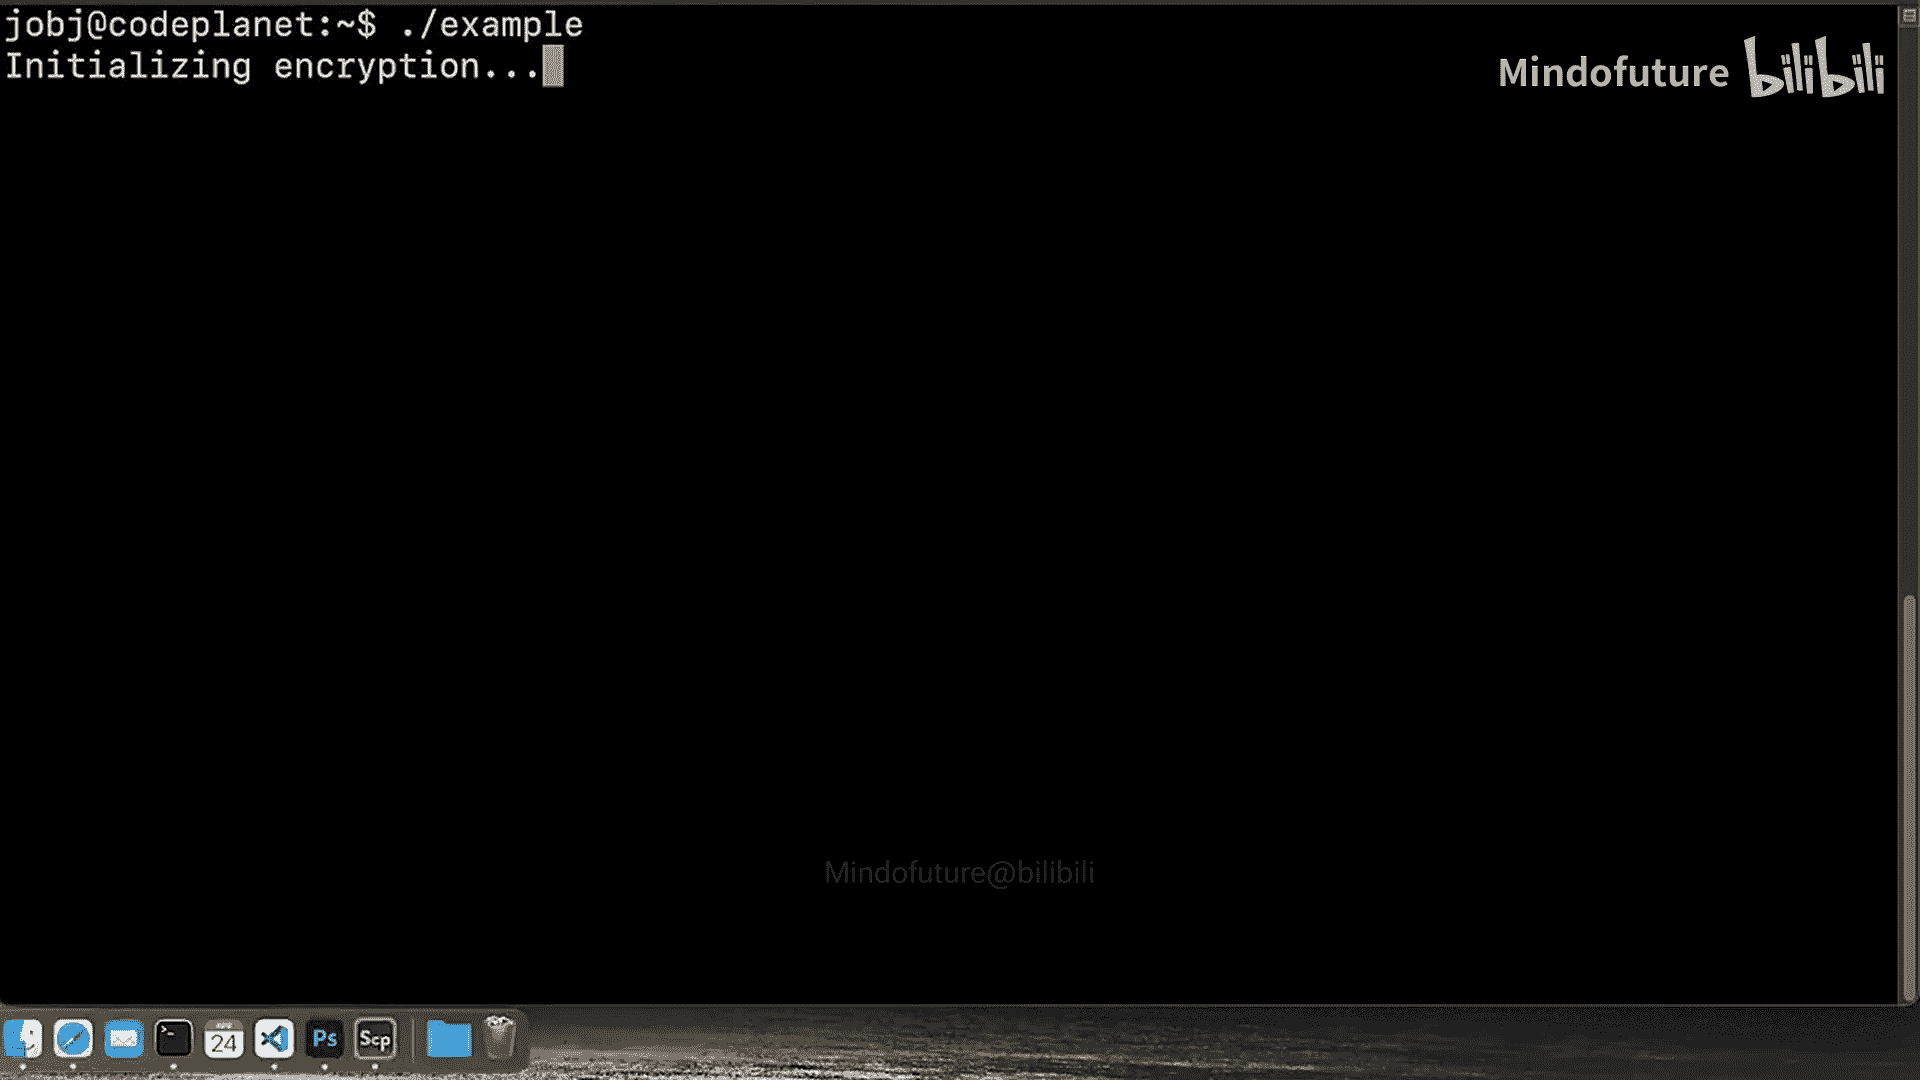 jobj@codeplanet:~$ ./example
Initializing encryption...
Mindofuture bilibili
Mindofuture@bilibili
24
Ps
Scp